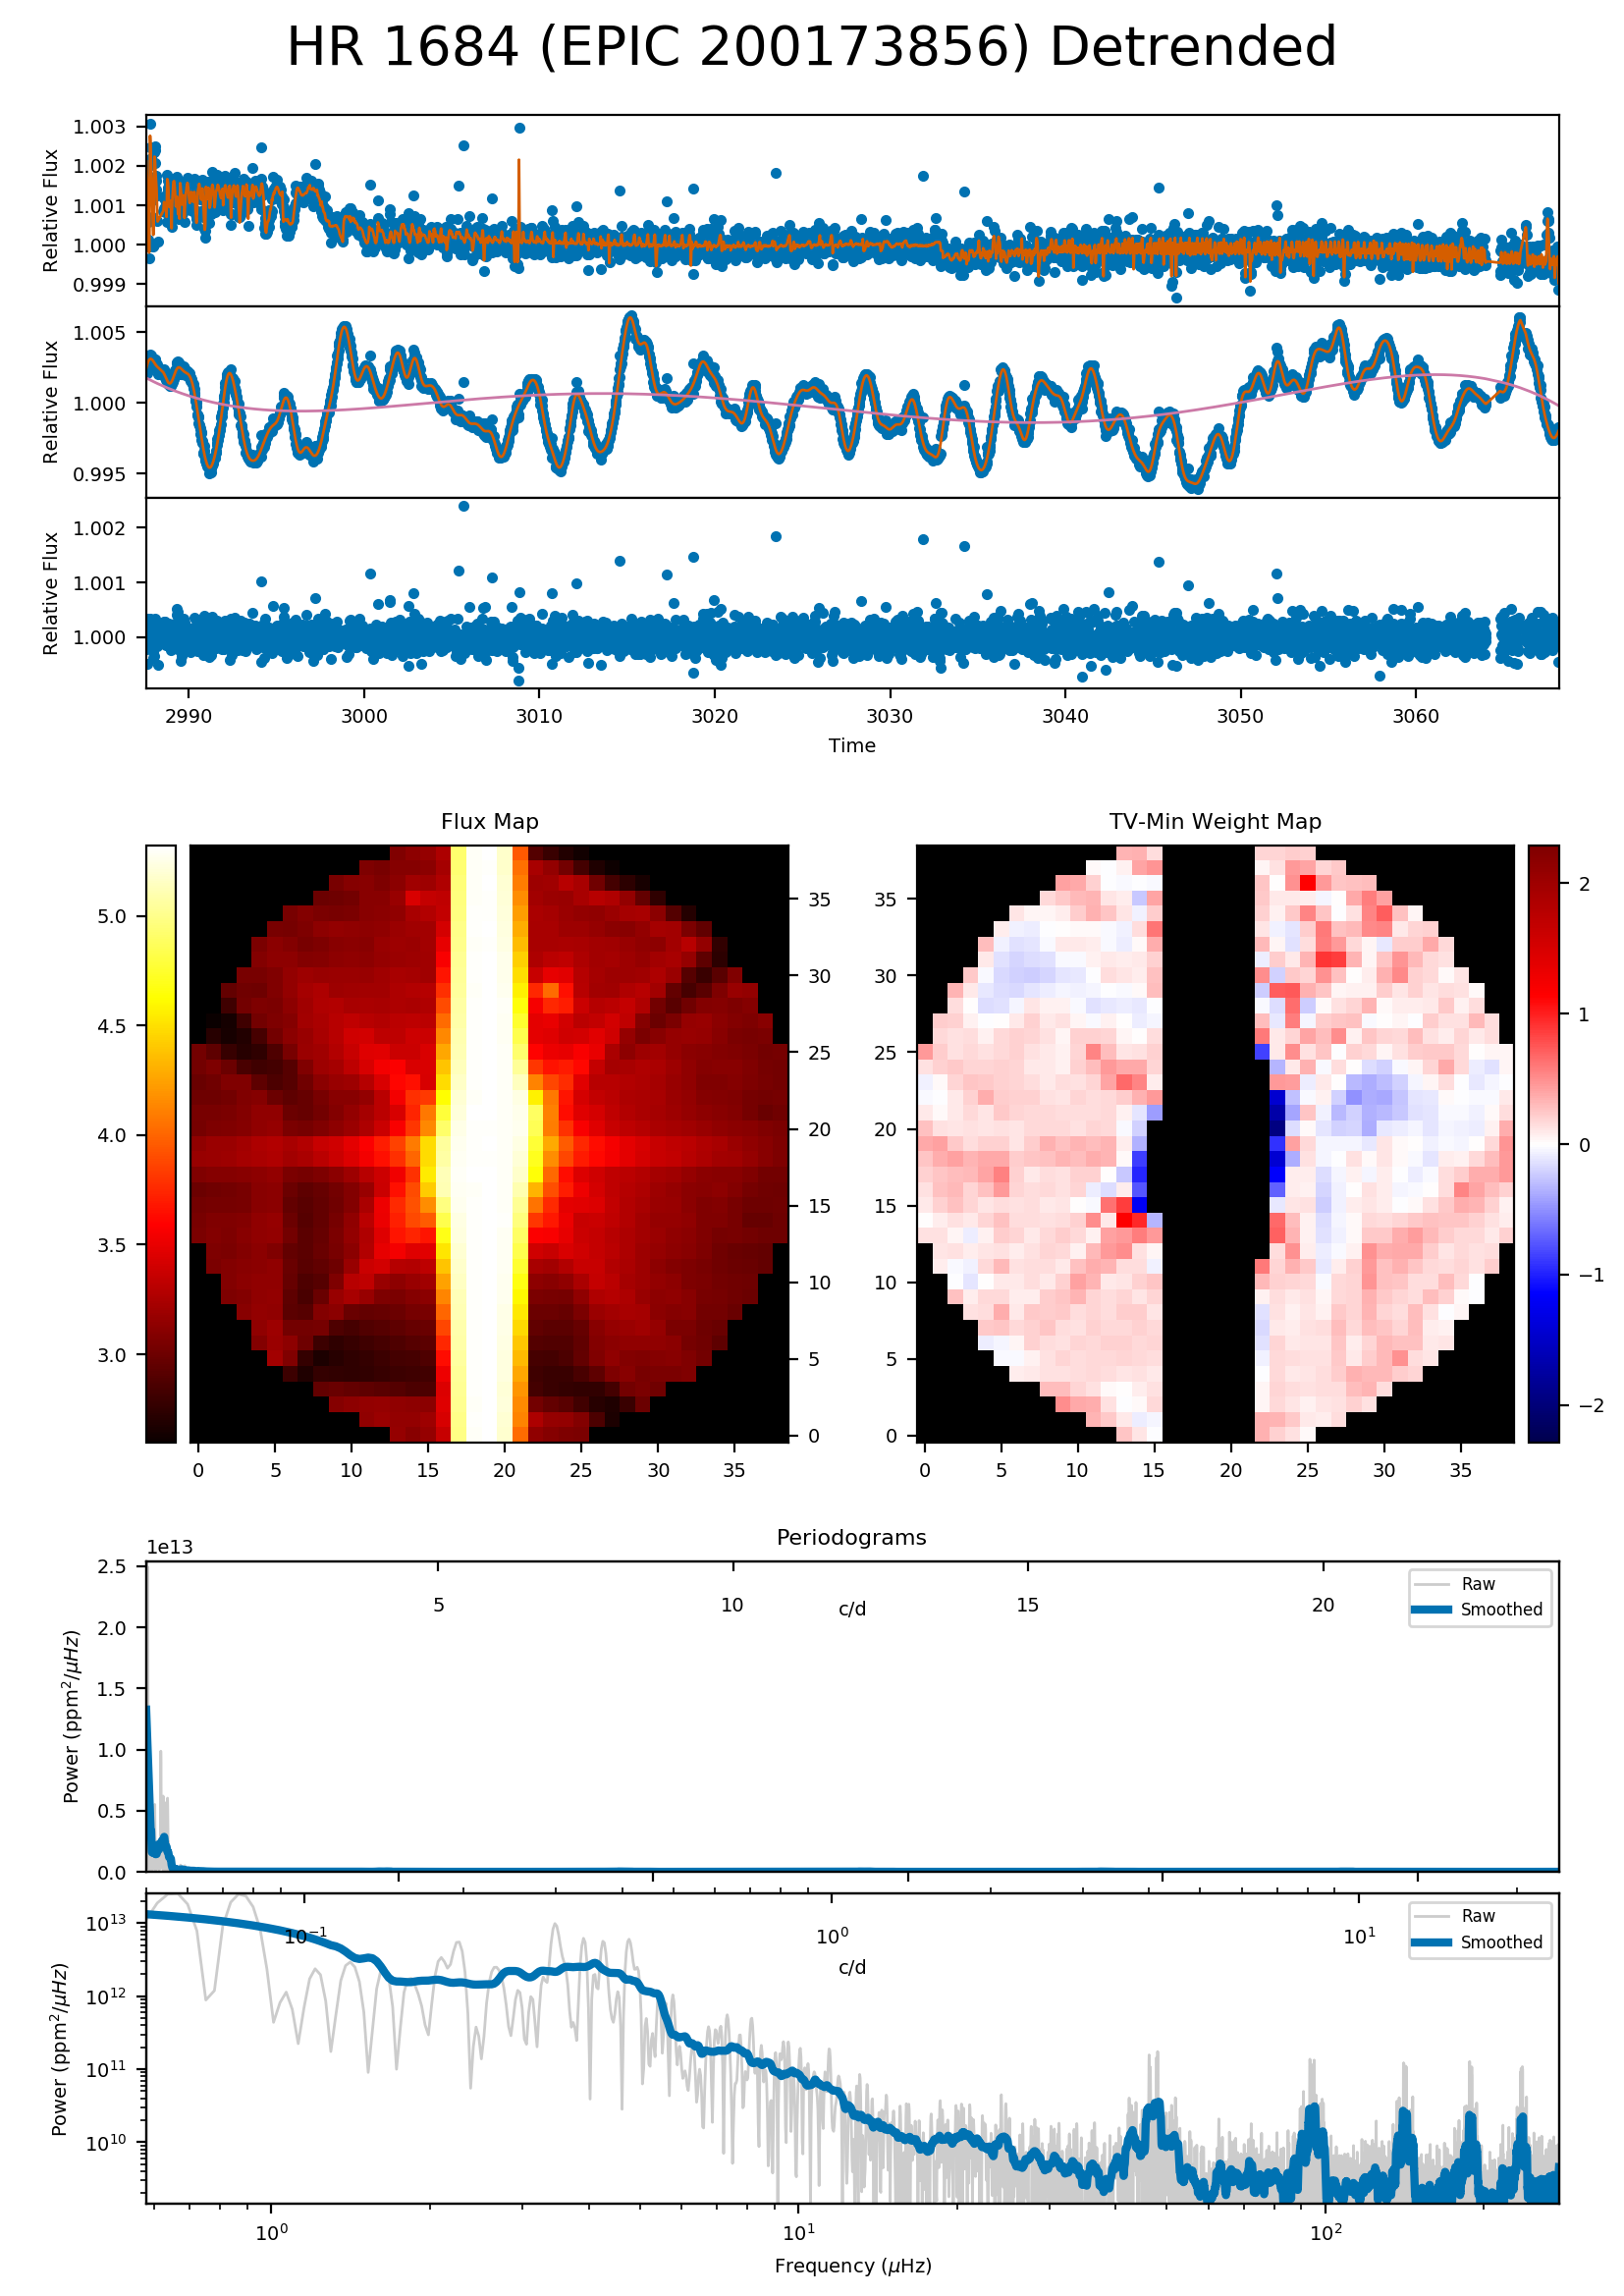 HR 1684 (EPIC 200173856) Detrended
1.003
1.002
1.001
1.000
0.999
Relative Flux
1.005
1.000
0.995
Relative Flux
1.002
1.001
1.000
Relative Flux
2990 3000 3010 3020 3030 3040 3050 3060
Time
Flux Map
5.0
4.5
4.0
3.5
3.0
35
30
25
20
15
10
5
0
0 5 10 15 20 25 30 35
TV-Min Weight Map
35
30
25
20
15
10
5
0
0 5 10 15 20 25 30 35
2
1
0
−1
−2
Periodograms
1e13
2.5
2.0
1.5
1.0
0.5
0.0
Power (ppm²/μHz)
5 10 15 20
c/d
Raw
Smoothed
10¹³
10¹²
10¹¹
10¹⁰
Power (ppm²/μHz)
10⁻¹ 10⁰ 10¹
c/d
Raw
Smoothed
10⁰ 10¹ 10²
Frequency (μHz)